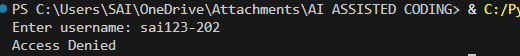 PS C:\Users\SAI\OneDrive\Attachments\AI ASSISTED CODING> & C:/Py
Enter username: sai123-202
Access Denied